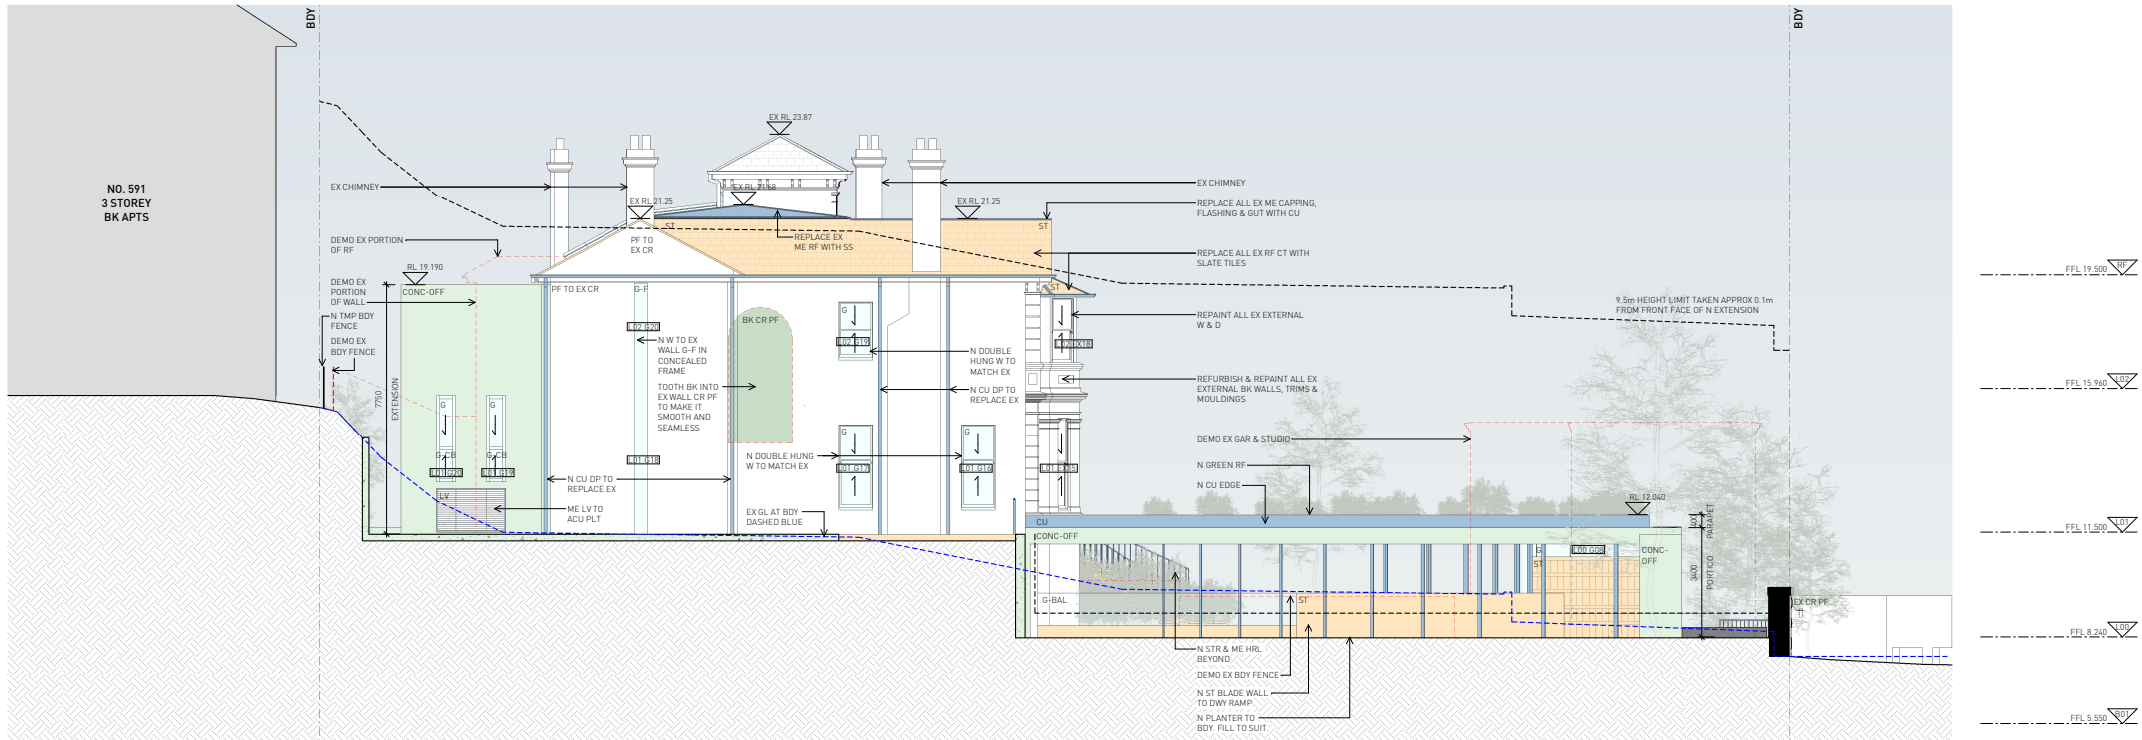 BDY
BDY
NO. 591
3 STOREY
BK APTS
EX RL 23.87
EX CHIMNEY
EX RL 21.68
EX RL 21.25
EX RL 21.25
EX CHIMNEY
REPLACE ALL EX ME CAPPING,
FLASHING & GUT WITH CU
ST
ST
DEMO EX PORTION
OF RF
PF TO
EX CR
REPLACE EX
ME RF WITH SS
REPLACE ALL EX RF CT WITH
SLATE TILES
RL 19.190
FFL 19.500
RF
DEMO EX
PORTION
OF WALL
CONC-OFF
PF TO EX CR
G-F
ST
9.5m HEIGHT LIMIT TAKEN APPROX 0.1m
FROM FRONT FACE OF N EXTENSION
N TMP BDY
FENCE
DEMO EX
BDY FENCE
L02 G20
BK CR PF
G
L02 G19
REPAINT ALL EX EXTERNAL
W & D
L02 EX18
N W TO EX
WALL G-F IN
CONCEALED
FRAME
N DOUBLE
HUNG W TO
MATCH EX
TOOTH BK INTO
EX WALL CR PF
TO MAKE IT
SMOOTH AND
SEAMLESS
N CU DP TO
REPLACE EX
REFURBISH & REPAINT ALL EX
EXTERNAL BK WALLS, TRIMS &
MOULDINGS
FFL 15.960
L02
7750
EXTENSION
G
G
G
G
DEMO EX GAR & STUDIO
G-CB
G-CB
L01 G20
L01 G19
L01 G18
N DOUBLE HUNG
W TO MATCH EX
L01 G17
L01 G16
L01 EX15
N GREEN RF
N CU DP TO
REPLACE EX
N CU EDGE
LV
ME LV TO
ACU PLT
EX GL AT BDY
DASHED BLUE
RL 12.040
CU
400
PARAPET
FFL 11.500
L01
CONC-OFF
G
L00 G08
CONC-
OFF
ST
3400
PORTICO
G-BAL
ST
EX CR PF
FFL 8.240
L00
N STR & ME HRL
BEYOND
DEMO EX BDY FENCE
N ST BLADE WALL
TO DWY RAMP
N PLANTER TO
BDY. FILL TO SUIT.
FFL 5.550
B01